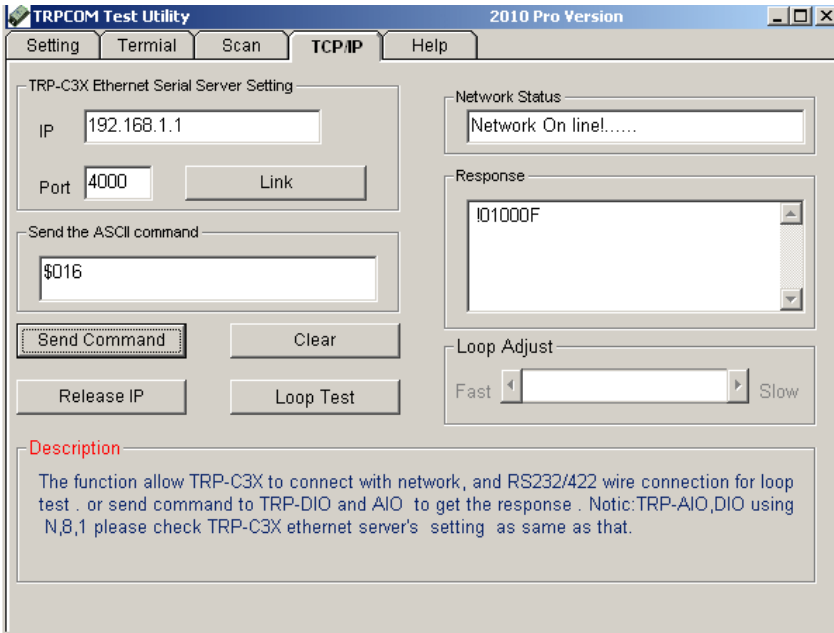 TRPCOM Test Utility 2010 Pro Version
Setting Termial Scan TCP/IP Help
TRP-C3X Ethernet Serial Server Setting
IP 192.168.1.1
Port 4000 Link
Send the ASCII command
$016
Send Command Clear
Release IP Loop Test
Network Status
Network On line!......
Response
!01000F
Loop Adjust
Fast Slow
Description
The function allow TRP-C3X to connect with network, and RS232/422 wire connection for loop
test . or send command to TRP-DIO and AIO to get the response . Notic:TRP-AIO,DIO using
N,8,1 please check TRP-C3X ethernet server's setting as same as that.